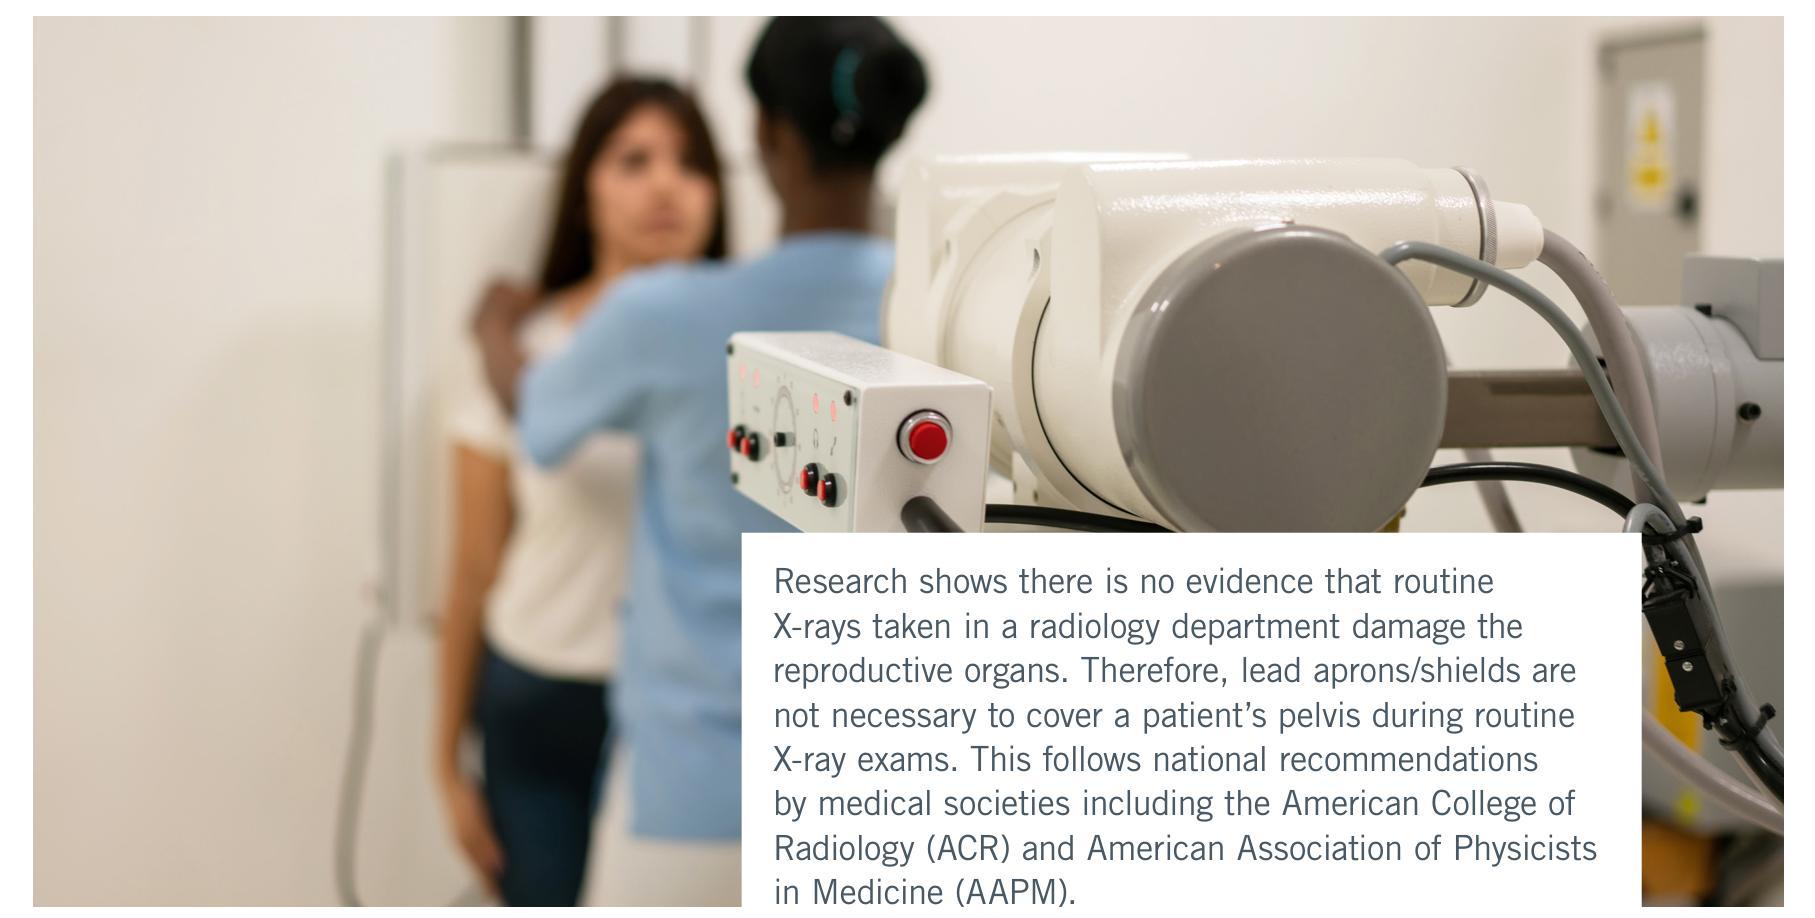 Research shows there is no evidence that routine
X-rays taken in a radiology department damage the
reproductive organs. Therefore, lead aprons/shields are
not necessary to cover a patient’s pelvis during routine
X-ray exams. This follows national recommendations
by medical societies including the American College of
Radiology (ACR) and American Association of Physicists
in Medicine (AAPM).